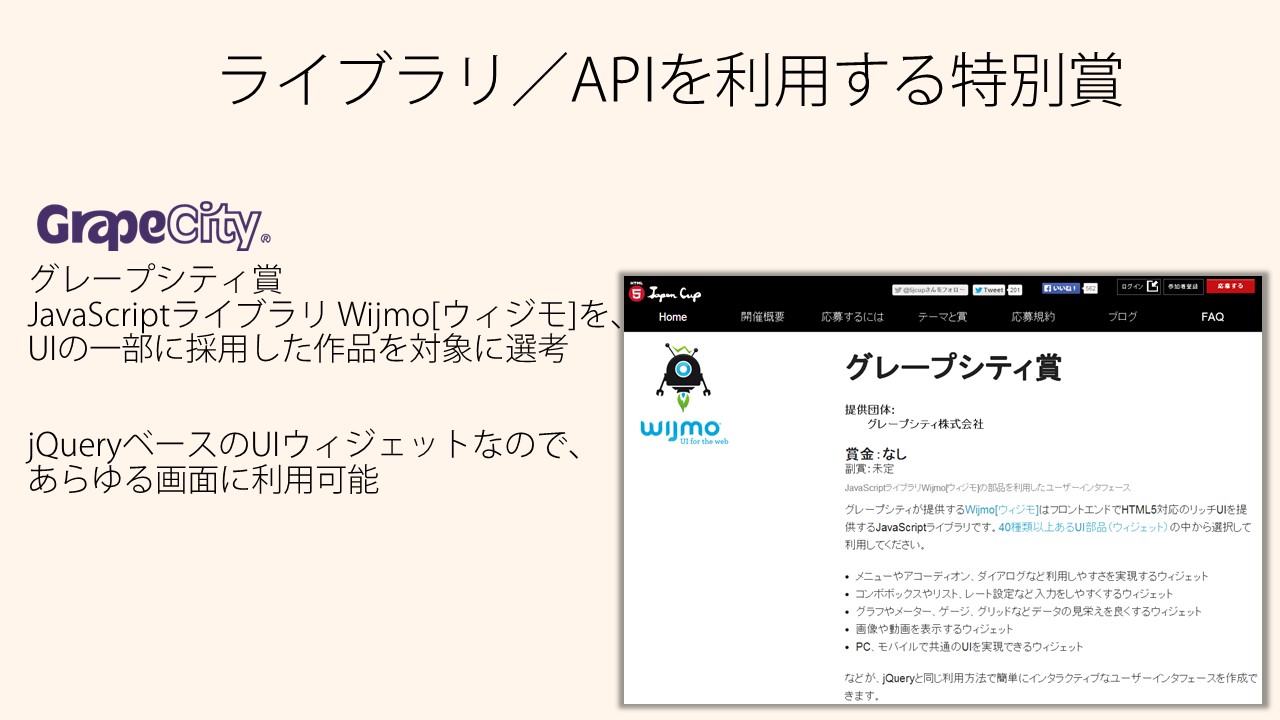 ライブラリ／APIを利用する特別賞
GrapeCity®
グレープシティ賞
JavaScriptライブラリ Wijmo[ウィジモ]を、
UIの一部に採用した作品を対象に選考
jQueryベースのUIウィジェットなので、
あらゆる画面に利用可能
HTML
5 Japan Cup
@5jcupさんをフォロー
Tweet 201
いいね! 562
ログイン
参加者登録
応募する
Home 開催概要 応募するには テーマと賞 応募規約 ブログ FAQ
wijmo
UI for the web
グレープシティ賞
提供団体:
グレープシティ株式会社
賞金:なし
副賞:未定
JavaScriptライブラリWijmo[ウィジモ]の部品を利用したユーザーインタフェース
グレープシティが提供するWijmo[ウィジモ]はフロントエンドでHTML5対応のリッチUIを提
供するJavaScriptライブラリです。40種類以上あるUI部品(ウィジェット)の中から選択して
利用してください。
• メニューやアコーディオン、ダイアログなど利用しやすさを実現するウィジェット
• コンボボックスやリスト、レート設定など入力をしやすくするウィジェット
• グラフやメーター、ゲージ、グリッドなどデータの見栄えを良くするウィジェット
• 画像や動画を表示するウィジェット
• PC、モバイルで共通のUIを実現できるウィジェット
などが、jQueryと同じ利用方法で簡単にインタラクティブなユーザーインタフェースを作成で
きます。